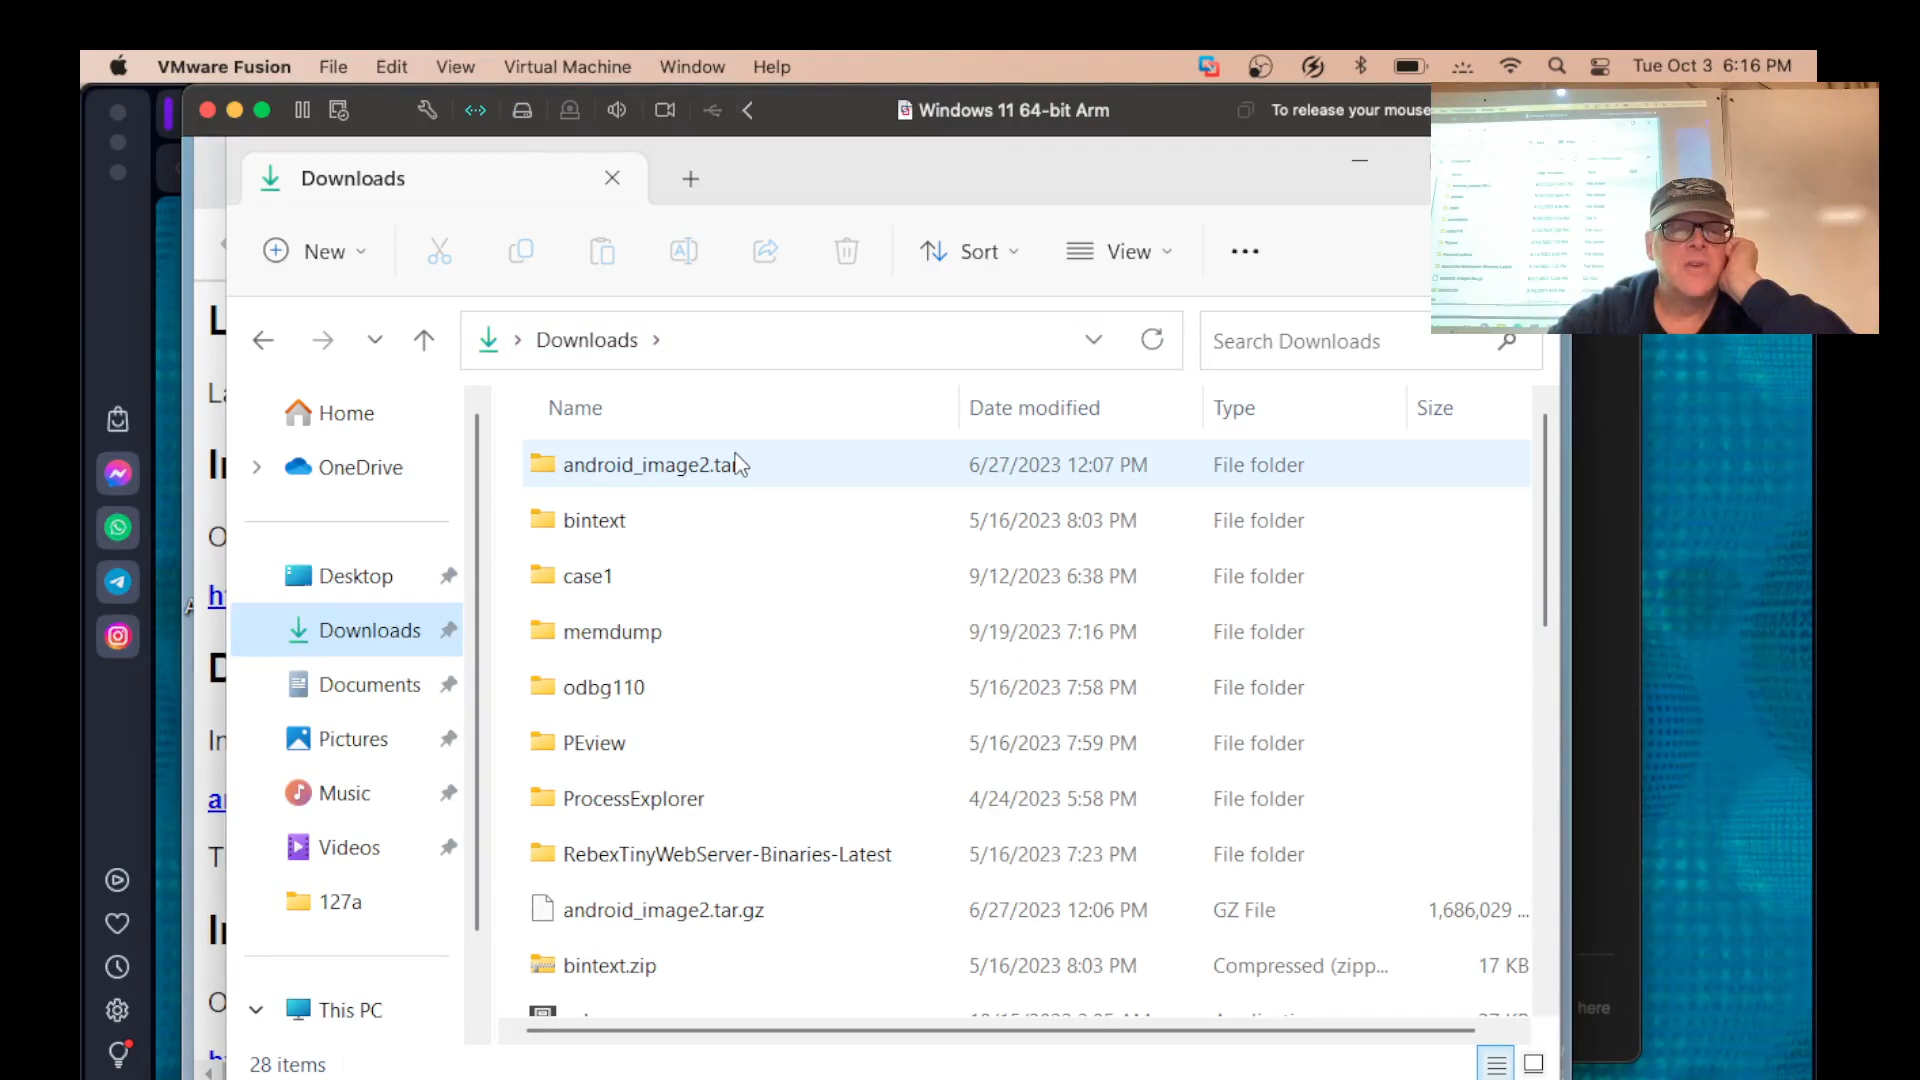 VMware Fusion File Edit View Virtual Machine Window Help Tue Oct 3 6:16 PM
Windows 11 64-bit Arm To release your mouse
Downloads
New Sort View
Downloads Search Downloads
Name Date modified Type Size
Home
OneDrive
Desktop
Downloads
Documents
Pictures
Music
Videos
127a
This PC
android_image2.tar 6/27/2023 12:07 PM File folder
bintext 5/16/2023 8:03 PM File folder
case1 9/12/2023 6:38 PM File folder
memdump 9/19/2023 7:16 PM File folder
odbg110 5/16/2023 7:58 PM File folder
PEview 5/16/2023 7:59 PM File folder
ProcessExplorer 4/24/2023 5:58 PM File folder
RebexTinyWebServer-Binaries-Latest 5/16/2023 7:23 PM File folder
android_image2.tar.gz 6/27/2023 12:06 PM GZ File 1,686,029 ...
bintext.zip 5/16/2023 8:03 PM Compressed (zipp... 17 KB
28 items
here